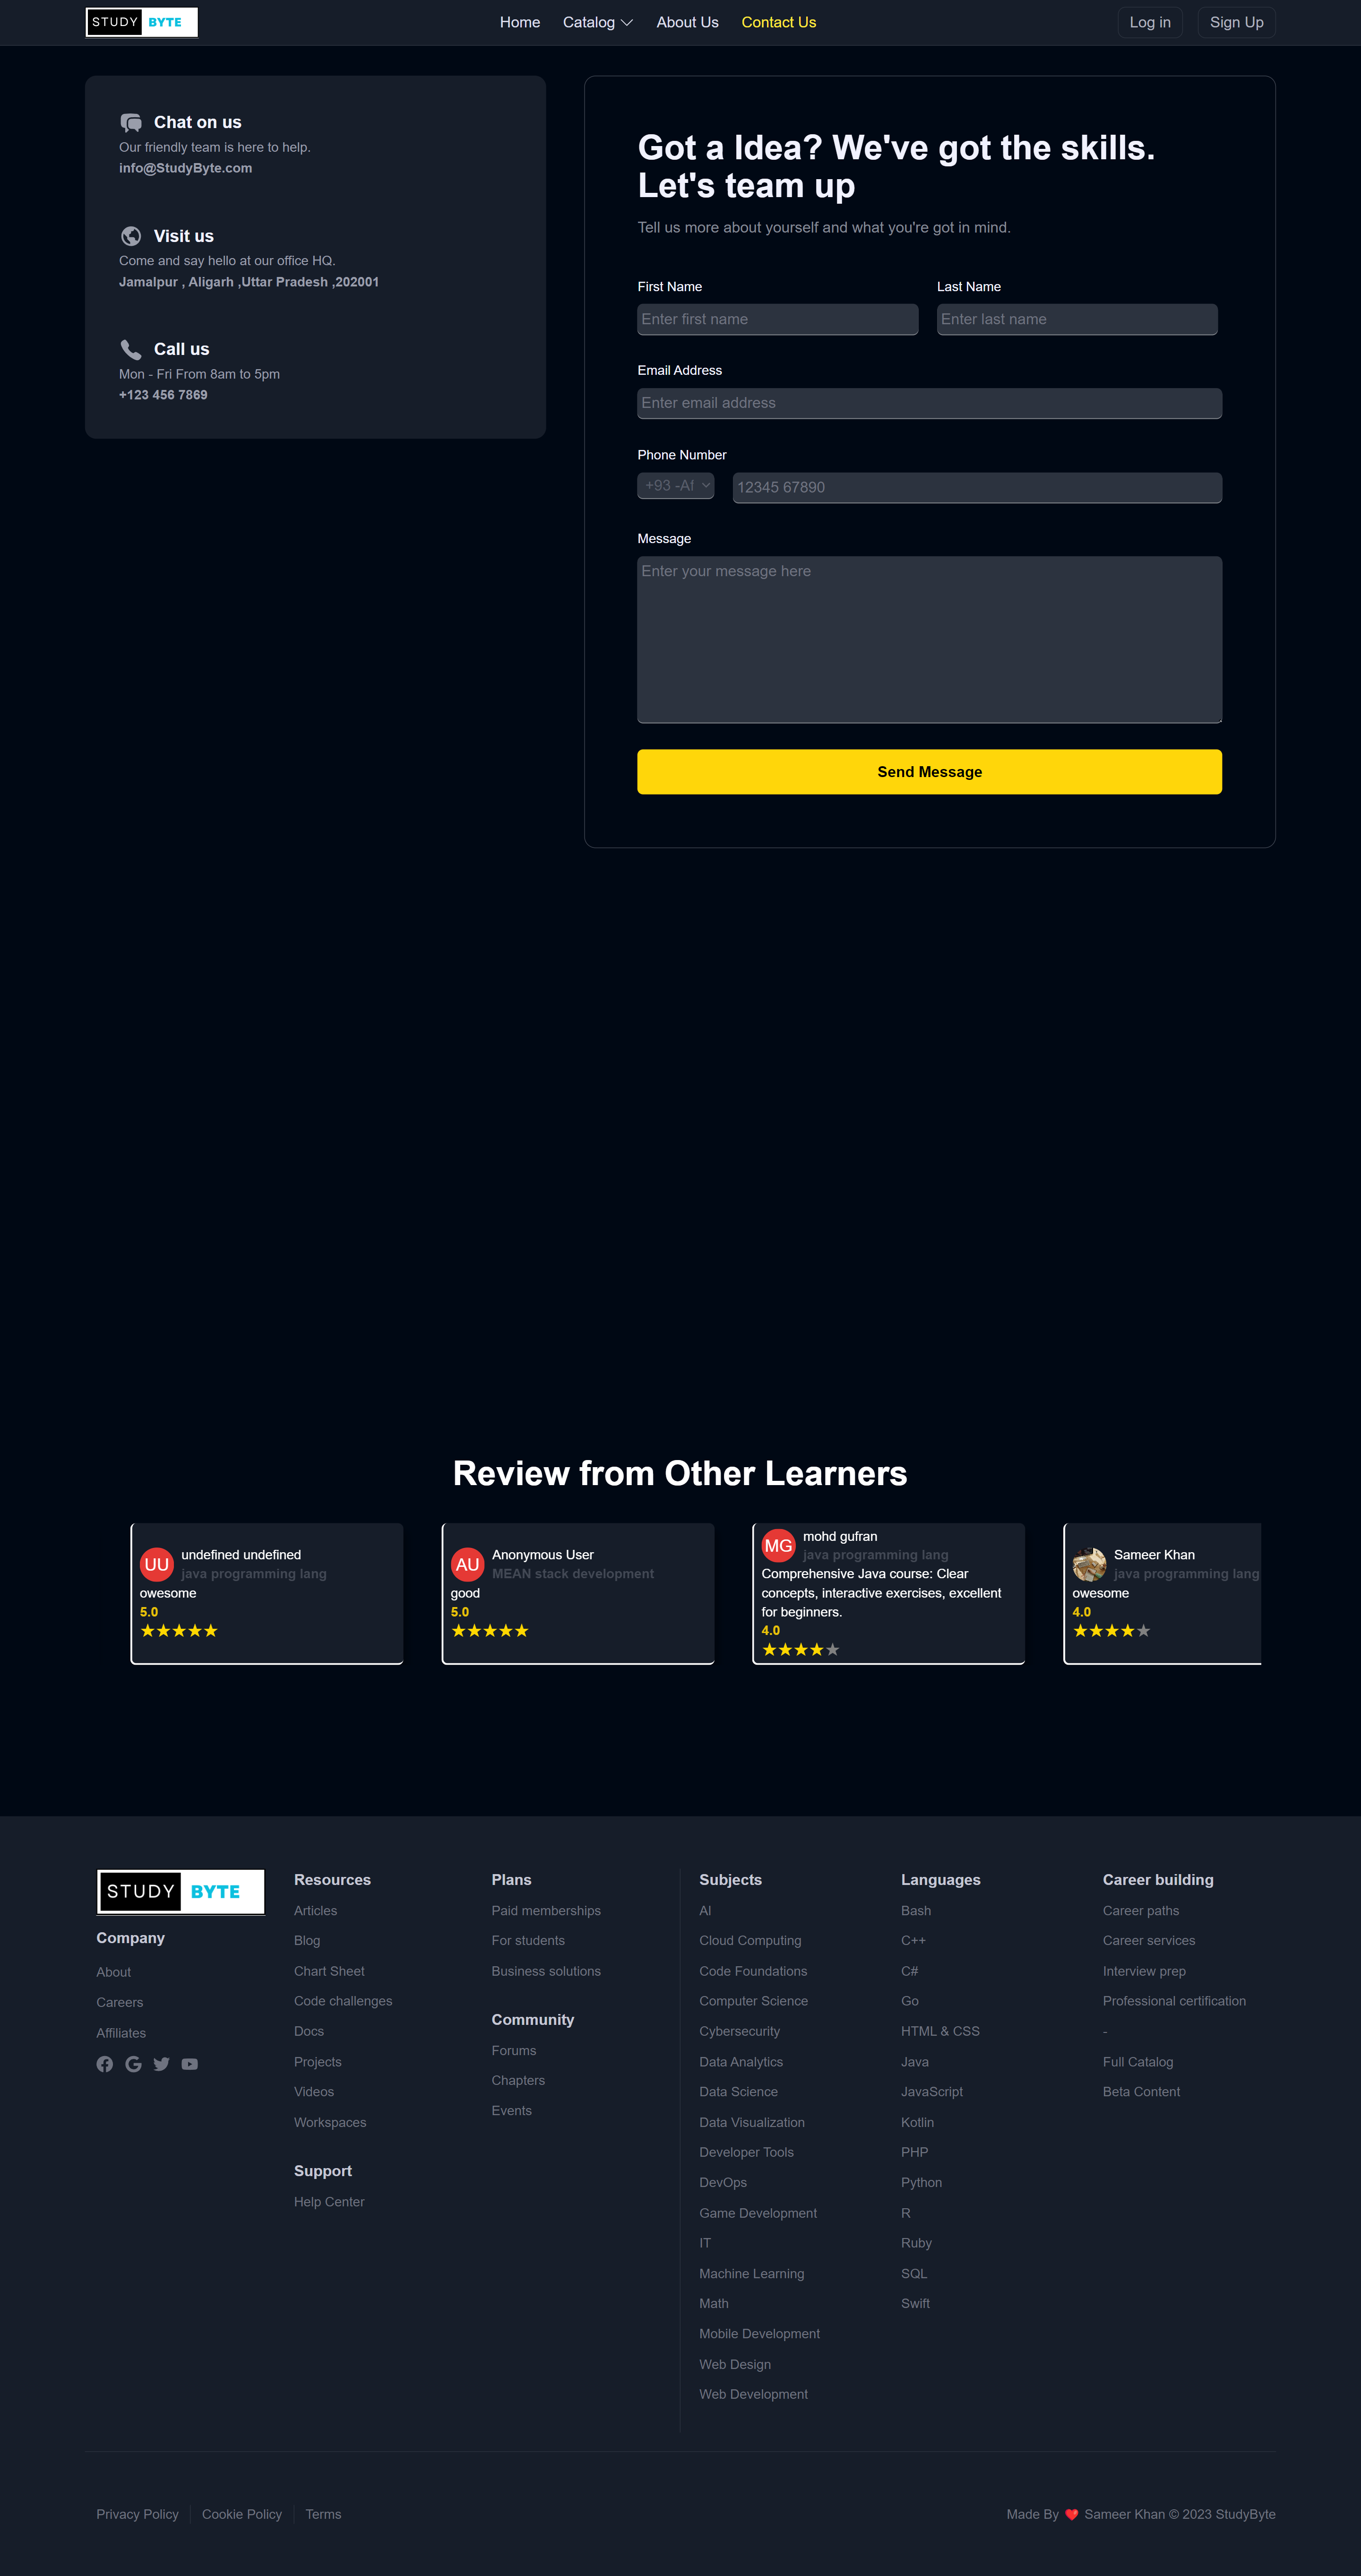 STUDY BYTE
Home Catalog About Us Contact Us
Log in Sign Up
Chat on us
Our friendly team is here to help.
info@StudyByte.com
Visit us
Come and say hello at our office HQ.
Jamalpur , Aligarh ,Uttar Pradesh ,202001
Call us
Mon - Fri From 8am to 5pm
+123 456 7869
Got a Idea? We've got the skills.
Let's team up
Tell us more about yourself and what you're got in mind.
First Name
Enter first name
Last Name
Enter last name
Email Address
Enter email address
Phone Number
+93 -Af
12345 67890
Message
Enter your message here
Send Message
Review from Other Learners
UU
undefined undefined
java programming lang
owesome
5.0
AU
Anonymous User
MEAN stack development
good
5.0
MG
mohd gufran
java programming lang
Comprehensive Java course: Clear
concepts, interactive exercises, excellent
for beginners.
4.0
Sameer Khan
java programming lang
owesome
4.0
STUDY BYTE
Company
About
Careers
Affiliates
Resources
Articles
Blog
Chart Sheet
Code challenges
Docs
Projects
Videos
Workspaces
Support
Help Center
Plans
Paid memberships
For students
Business solutions
Community
Forums
Chapters
Events
Subjects
AI
Cloud Computing
Code Foundations
Computer Science
Cybersecurity
Data Analytics
Data Science
Data Visualization
Developer Tools
DevOps
Game Development
IT
Machine Learning
Math
Mobile Development
Web Design
Web Development
Languages
Bash
C++
C#
Go
HTML & CSS
Java
JavaScript
Kotlin
PHP
Python
R
Ruby
SQL
Swift
Career building
Career paths
Career services
Interview prep
Professional certification
-
Full Catalog
Beta Content
Privacy Policy Cookie Policy Terms
Made By ❤️ Sameer Khan © 2023 StudyByte